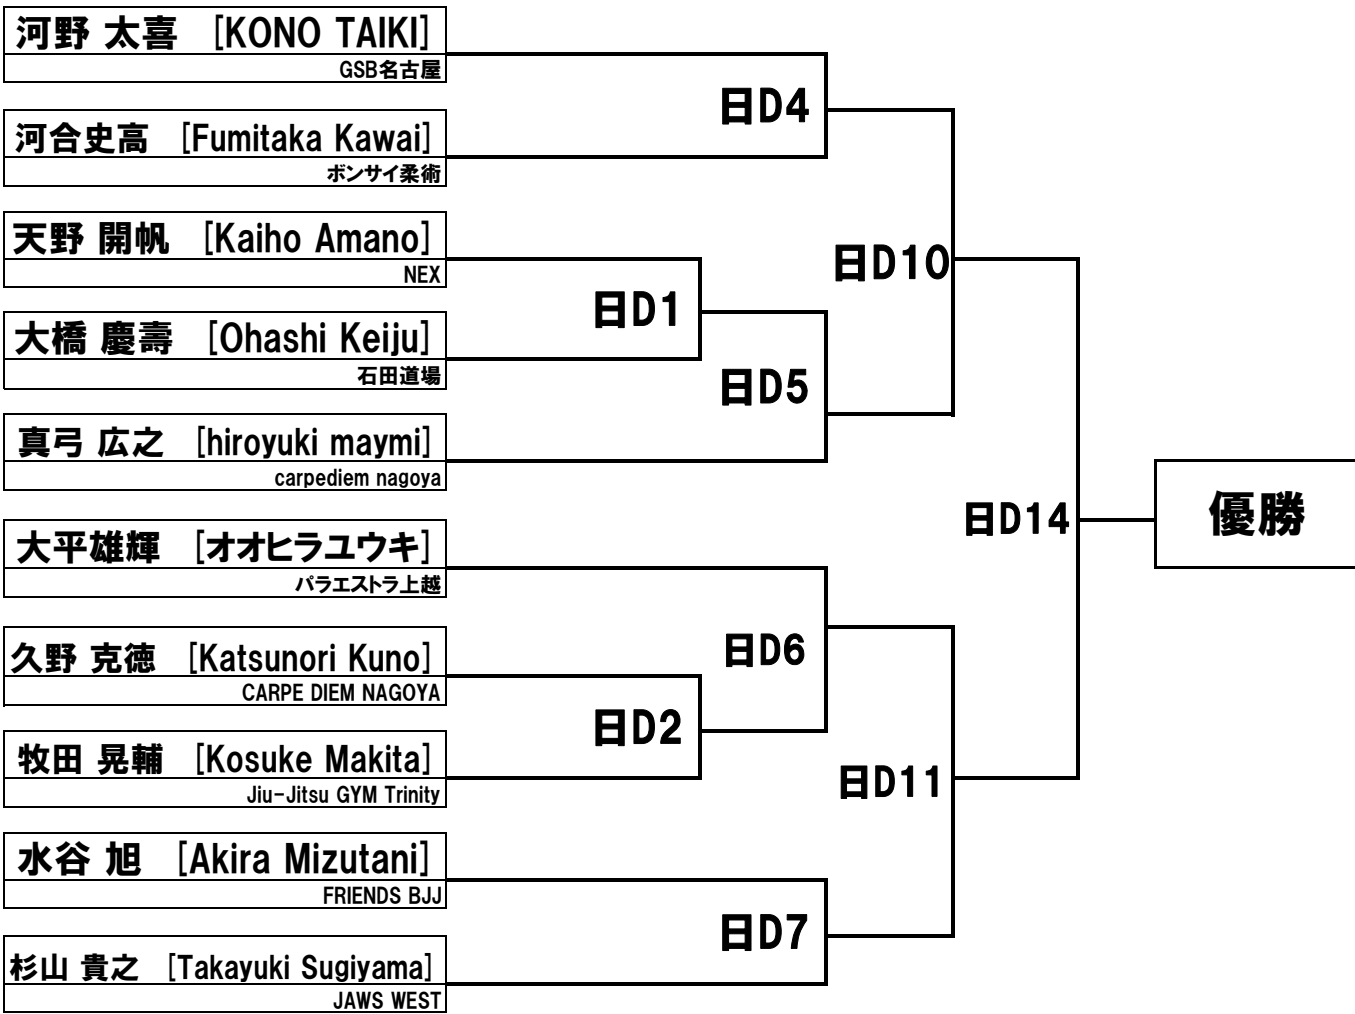 河野 太喜 [KONO TAIKI]
GSB名古屋
日D4
河合史高 [Fumitaka Kawai]
ボンサイ柔術
天野 開帆 [Kaiho Amano]
NEX
日D10
日D1
大橋 慶壽 [Ohashi Keiju]
石田道場
日D5
真弓 広之 [hiroyuki maymi]
carpediem nagoya
日D14
優勝
大平雄輝 [オオヒラユウキ]
パラエストラ上越
久野 克徳 [Katsunori Kuno]
CARPE DIEM NAGOYA
日D6
日D2
牧田 晃輔 [Kosuke Makita]
Jiu-Jitsu GYM Trinity
日D11
水谷 旭 [Akira Mizutani]
FRIENDS BJJ
日D7
杉山 貴之 [Takayuki Sugiyama]
JAWS WEST